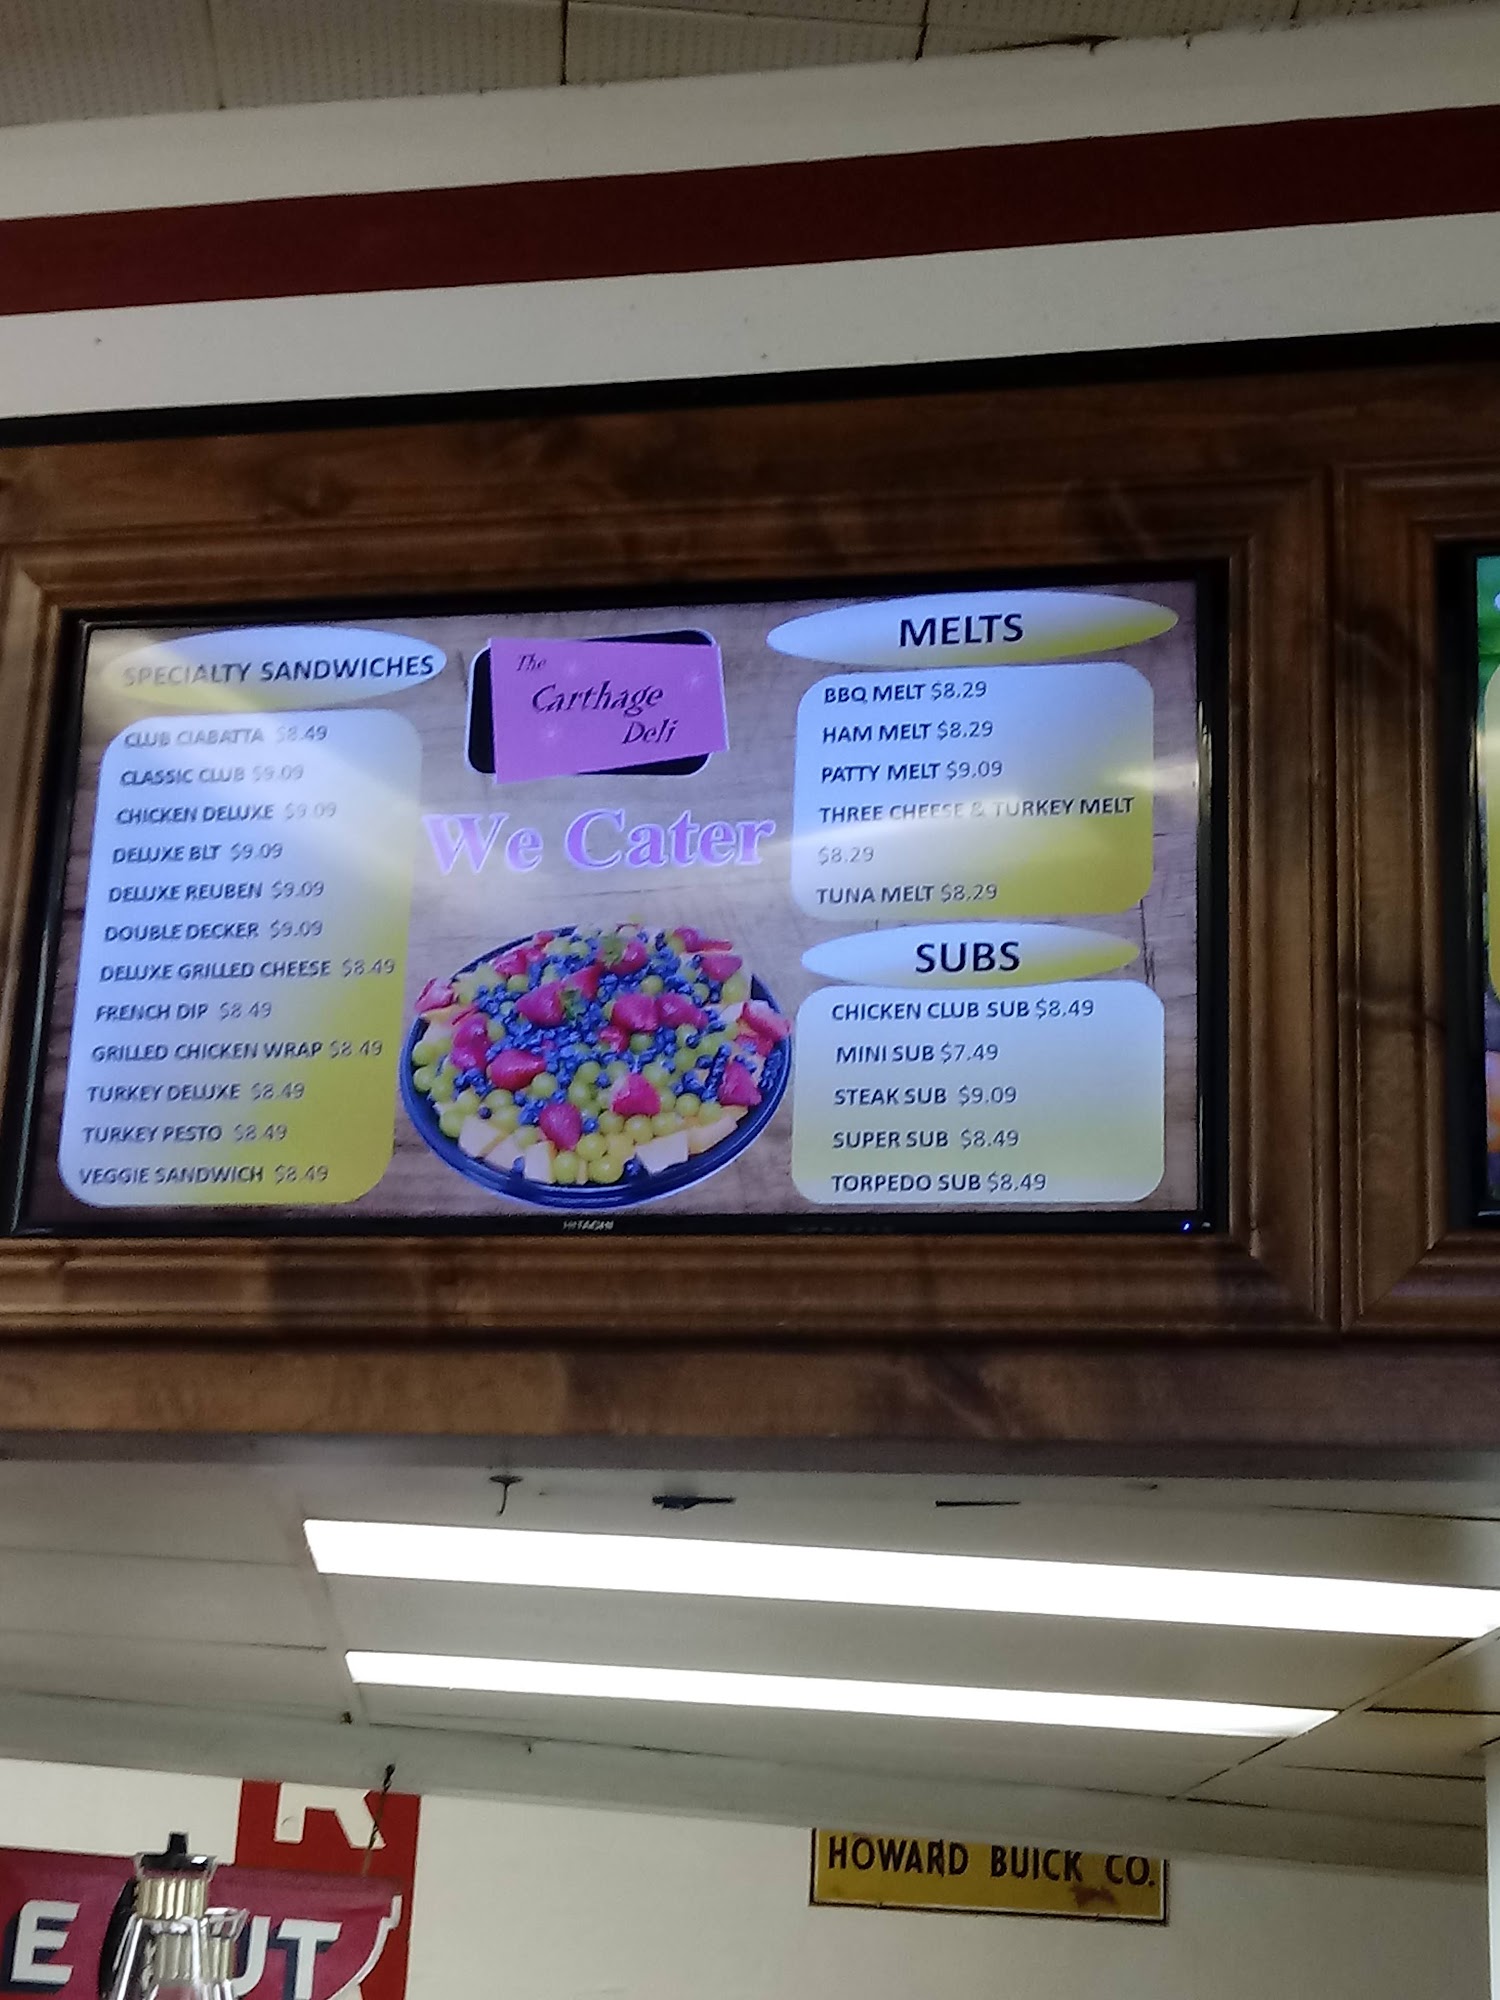 SPECIALTY SANDWICHES
CLUB CIABATTA $8.49
CLASSIC CLUB $9.09
CHICKEN DELUXE $9.09
DELUXE BLT $9.09
DELUXE REUBEN $9.09
DOUBLE DECKER $9.09
DELUXE GRILLED CHEESE $8.49
FRENCH DIP $8.49
GRILLED CHICKEN WRAP $8.49
TURKEY DELUXE $8.49
TURKEY PESTO $8.49
VEGGIE SANDWICH $8.49
The
Carthage
Deli
We Cater
MELTS
BBQ MELT $8.29
HAM MELT $8.29
PATTY MELT $9.09
THREE CHEESE & TURKEY MELT
$8.29
TUNA MELT $8.29
SUBS
CHICKEN CLUB SUB $8.49
MINI SUB $7.49
STEAK SUB $9.09
SUPER SUB $8.49
TORPEDO SUB $8.49
HITACHI
HOWARD BUICK CO.
R
E UT